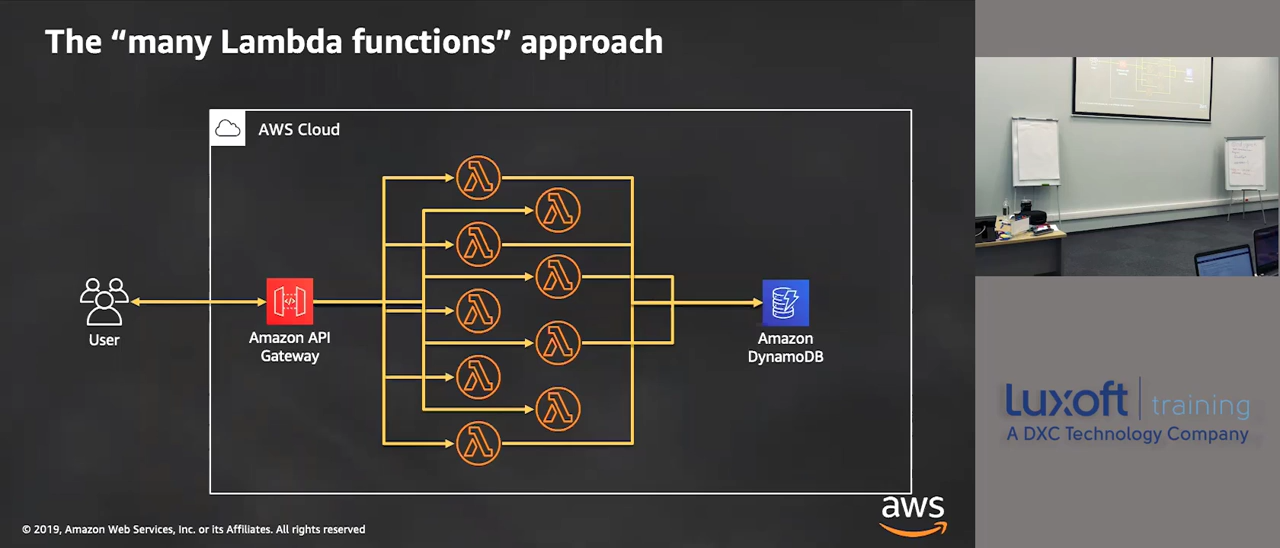 The “many Lambda functions” approach
AWS Cloud
User
Amazon API
Gateway
Amazon
DynamoDB
© 2019, Amazon Web Services, Inc. or its Affiliates. All rights reserved
aws
Luxoft | training
A DXC Technology Company